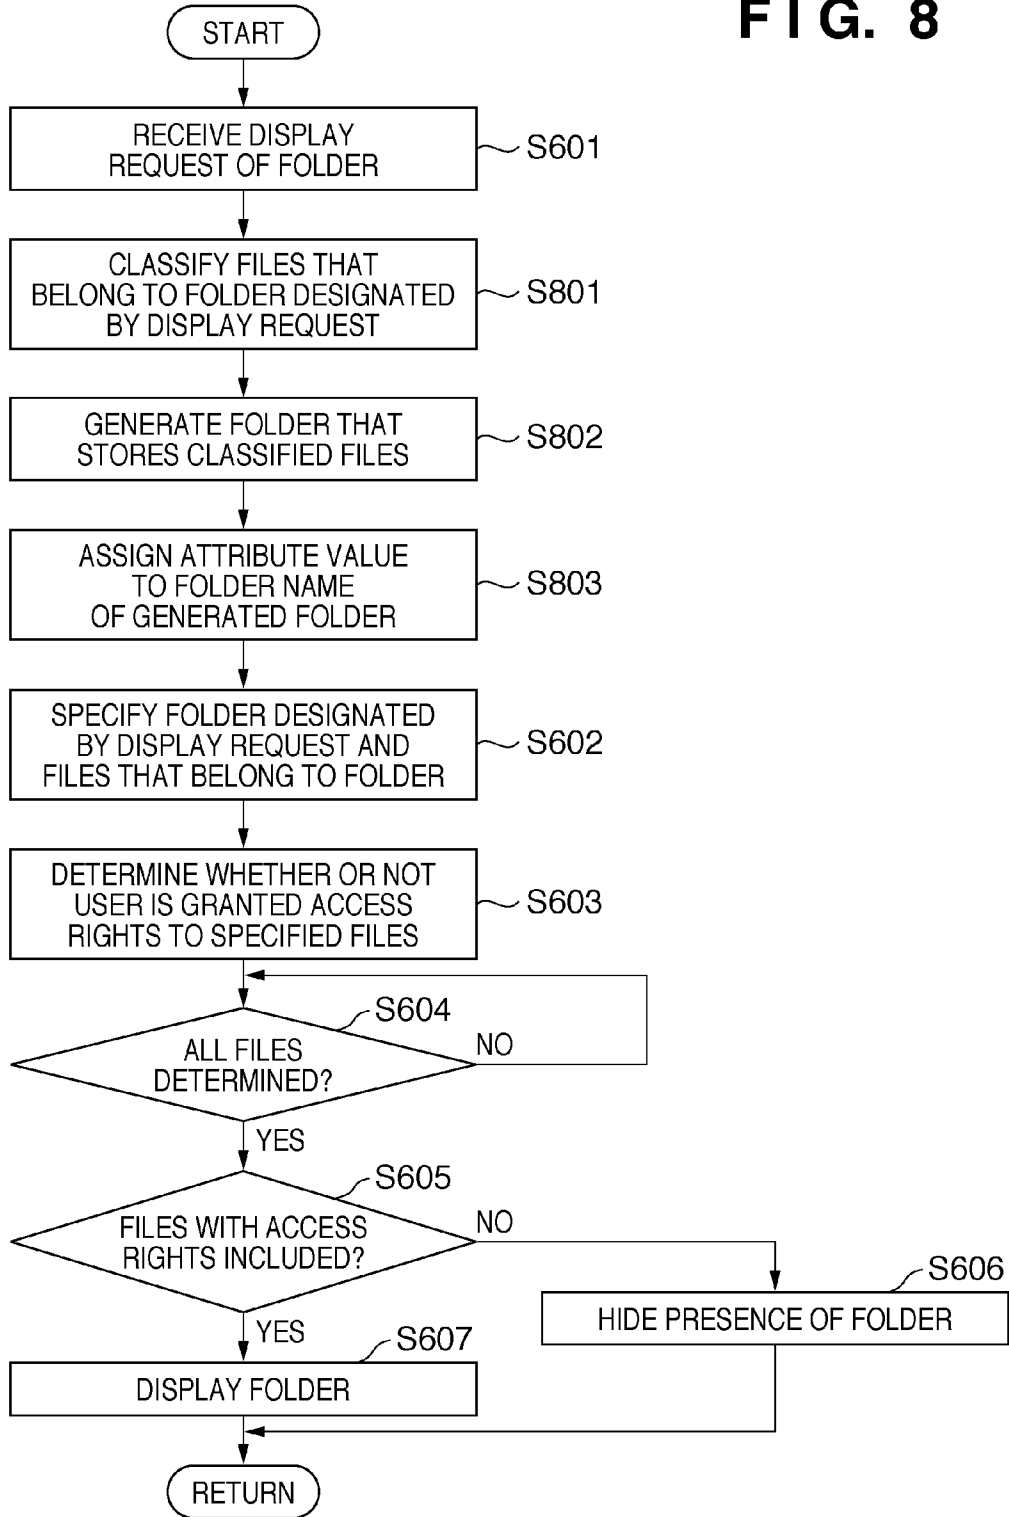 FIG. 8
START
RECEIVE DISPLAY
REQUEST OF FOLDER
S601
CLASSIFY FILES THAT
BELONG TO FOLDER DESIGNATED
BY DISPLAY REQUEST
S801
GENERATE FOLDER THAT
STORES CLASSIFIED FILES
S802
ASSIGN ATTRIBUTE VALUE
TO FOLDER NAME
OF GENERATED FOLDER
S803
SPECIFY FOLDER DESIGNATED
BY DISPLAY REQUEST AND
FILES THAT BELONG TO FOLDER
S602
DETERMINE WHETHER OR NOT
USER IS GRANTED ACCESS
RIGHTS TO SPECIFIED FILES
S603
S604
ALL FILES
DETERMINED?
NO
YES
S605
FILES WITH ACCESS
RIGHTS INCLUDED?
NO
S606
HIDE PRESENCE OF FOLDER
YES
S607
DISPLAY FOLDER
RETURN